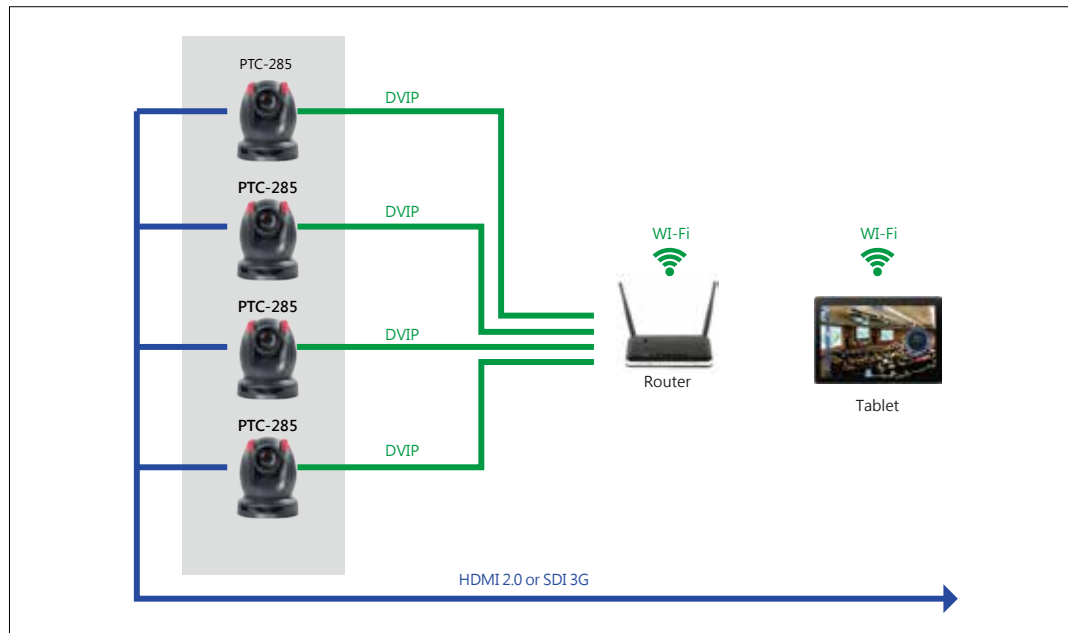 PTC-285
DVIP
PTC-285
DVIP
WI-Fi
WI-Fi
PTC-285
DVIP
Router
Tablet
PTC-285
DVIP
HDMI 2.0 or SDI 3G